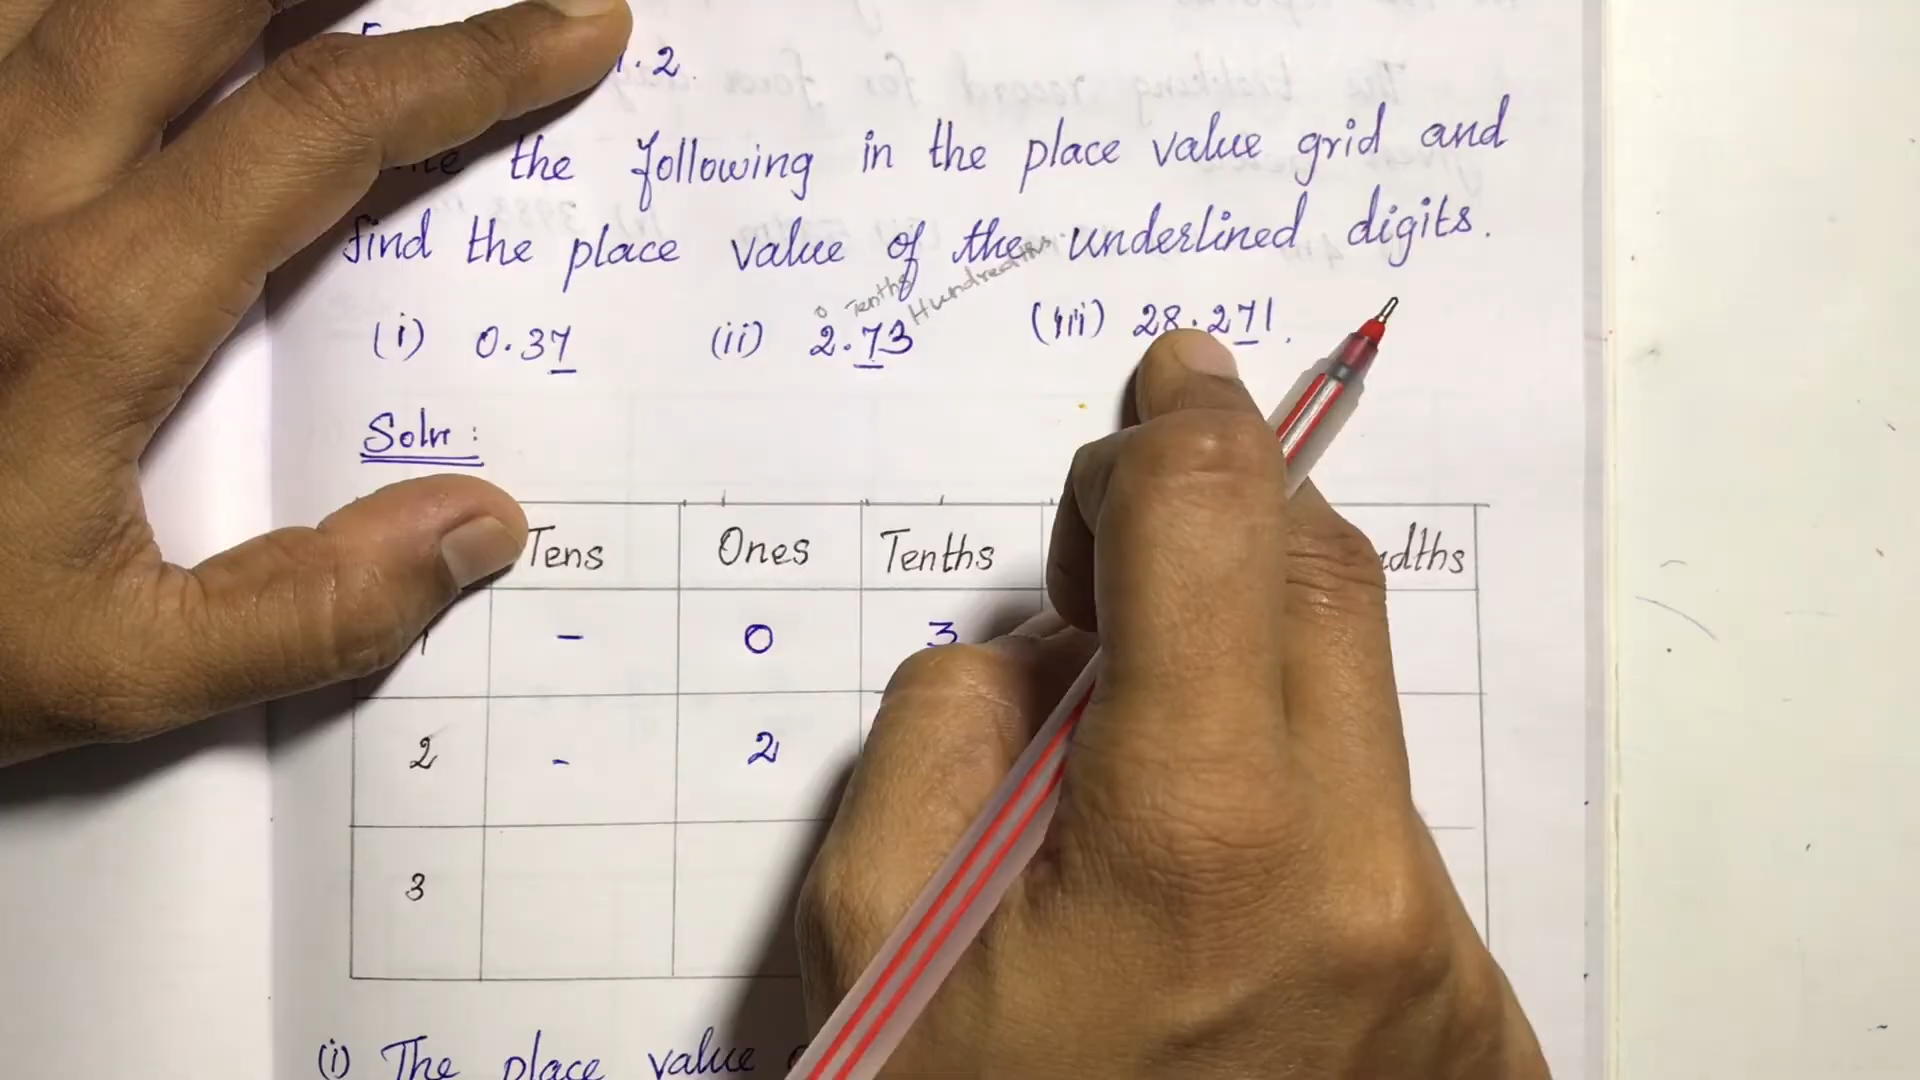 1.2
the following in the place value grid and
find the place value of the underlined digits.
0 Tenths Hundredths
(i) 0.37 (ii) 2.73 (iii) 28.271.
Solve:
Tens Ones Tenths
1 - 0 3
2 - 2
3
(i) The place value